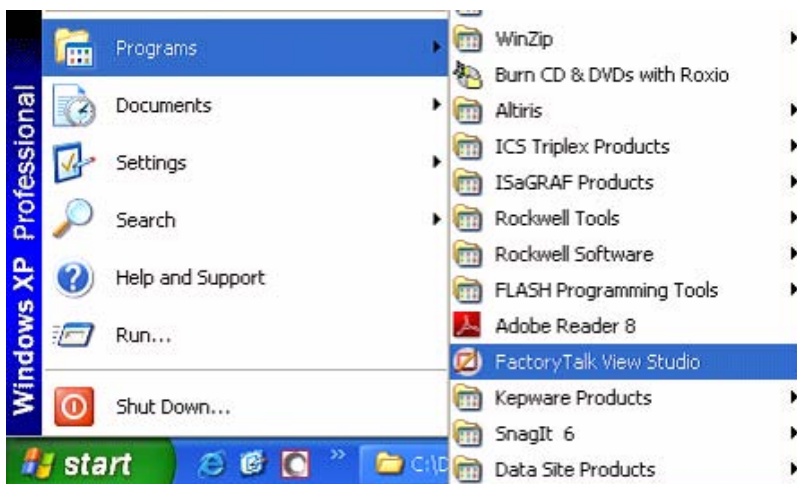 Windows XP Professional
Programs
Documents
Settings
Search
Help and Support
Run...
Shut Down...
WinZip
Burn CD & DVDs with Roxio
Altiris
ICS Triplex Products
ISaGRAF Products
Rockwell Tools
Rockwell Software
FLASH Programming Tools
Adobe Reader 8
FactoryTalk View Studio
Kepware Products
SnagIt 6
Data Site Products
start
»
C:\D